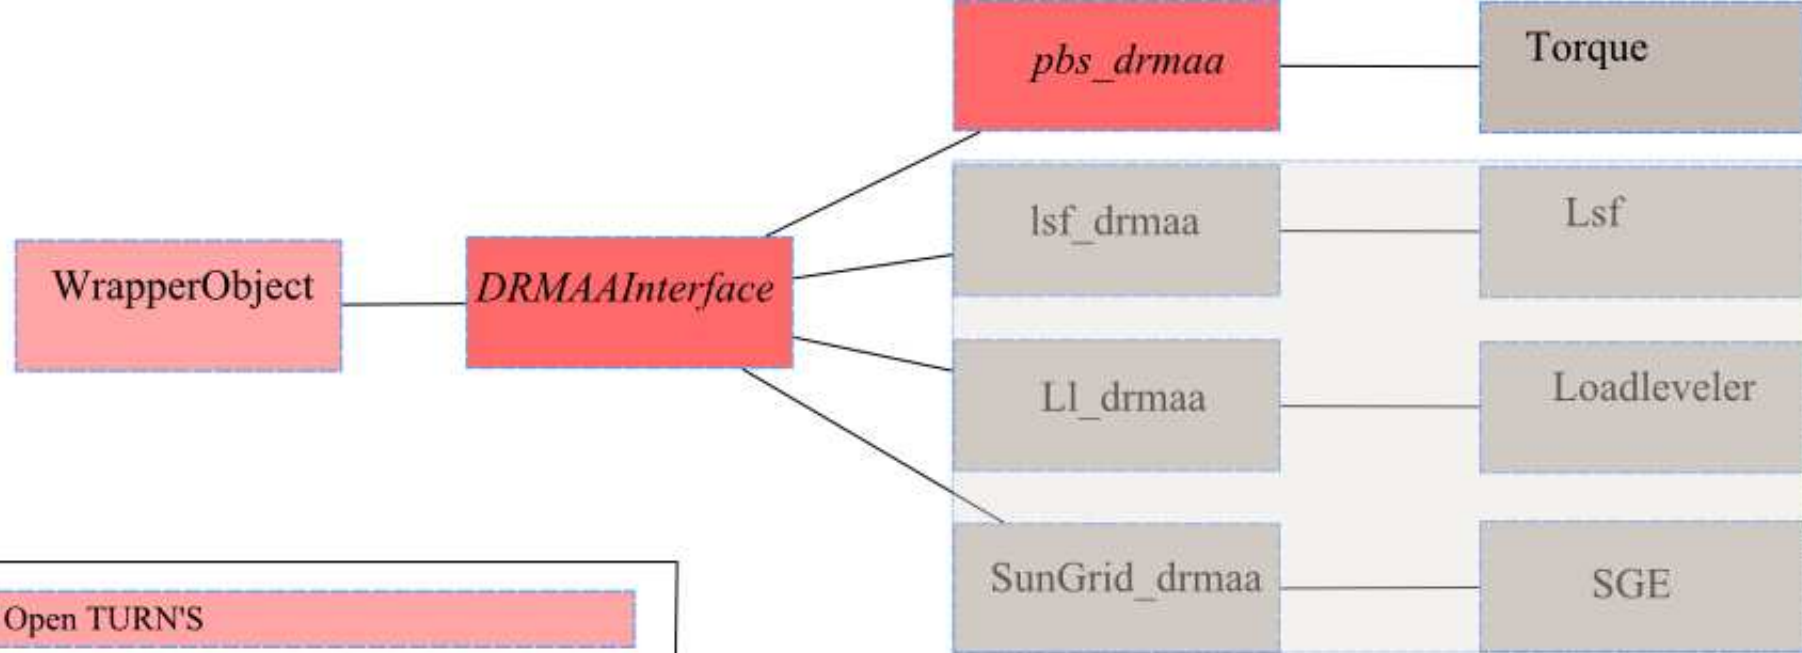 pbs_drmaa
Torque
lsf_drmaa
Lsf
WrapperObject
DRMAAInterface
Ll_drmaa
Loadleveler
SunGrid_drmaa
SGE
Open TURN'S